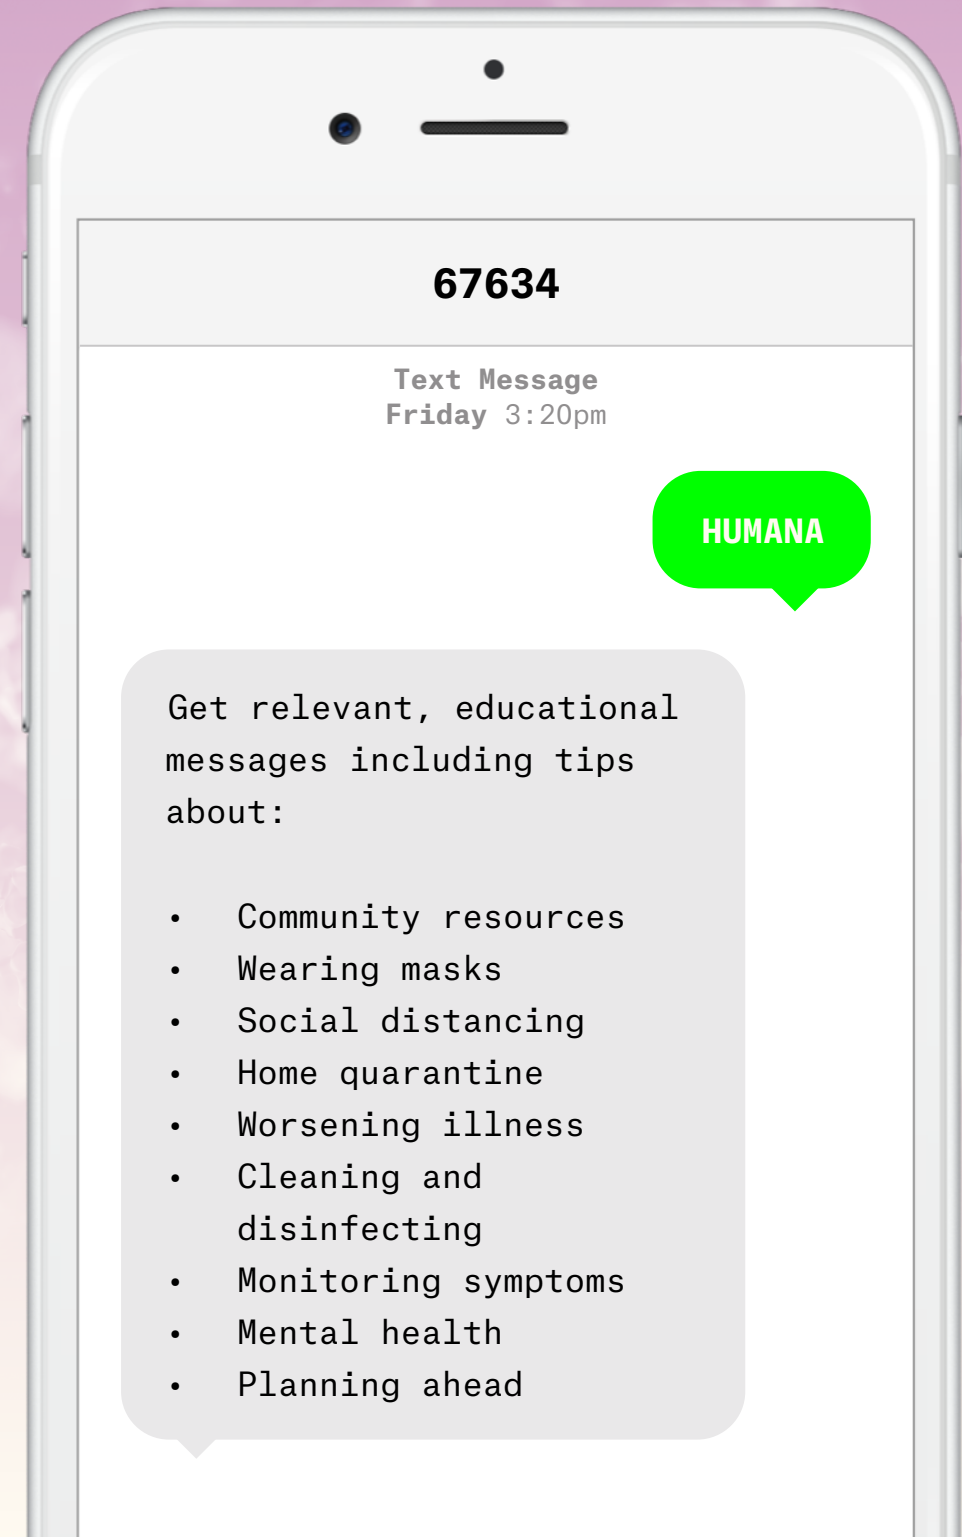 67634
Text Message
Friday 3:20pm
HUMANA
Get relevant, educational
messages including tips
about:
• Community resources
• Wearing masks
• Social distancing
• Home quarantine
• Worsening illness
• Cleaning and
disinfecting
• Monitoring symptoms
• Mental health
• Planning ahead